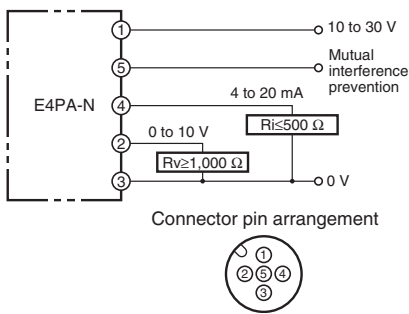 ① 10 to 30 V
⑤ Mutual
interference
prevention
E4PA-N
④ 4 to 20 mA
Ri≤500 Ω
② 0 to 10 V
Rv≥1,000 Ω
③ 0 V
Connector pin arrangement
①
② ⑤ ④
③